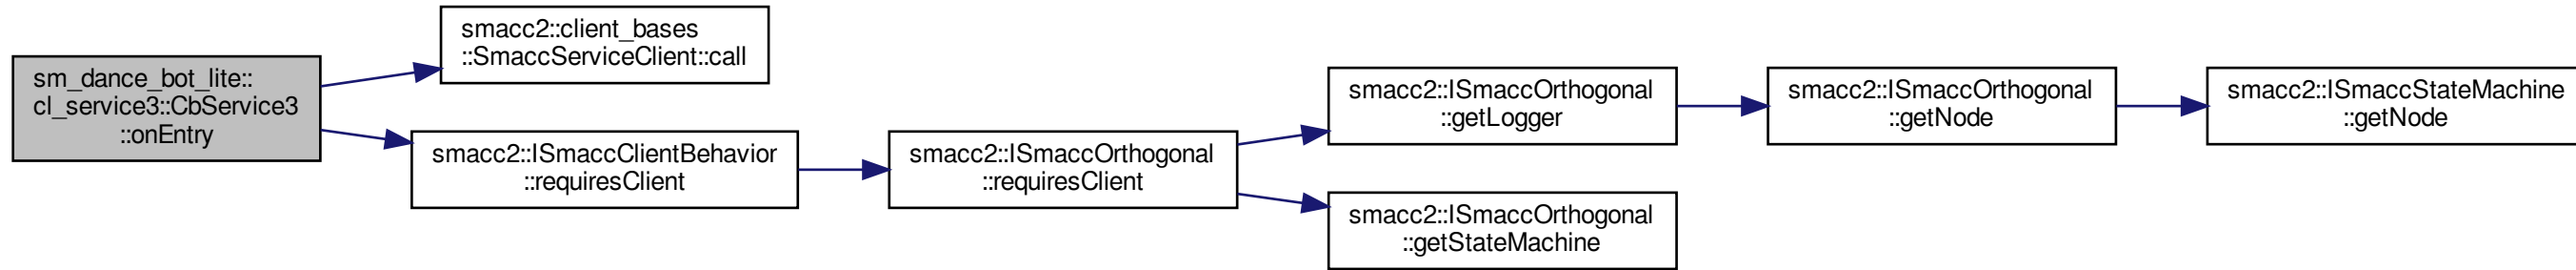 sm_dance_bot_lite::
cl_service3::CbService3
::onEntry
smacc2::client_bases
::SmaccServiceClient::call
smacc2::ISmaccClientBehavior
::requiresClient
smacc2::ISmaccOrthogonal
::requiresClient
smacc2::ISmaccOrthogonal
::getLogger
smacc2::ISmaccOrthogonal
::getNode
smacc2::ISmaccStateMachine
::getNode
smacc2::ISmaccOrthogonal
::getStateMachine